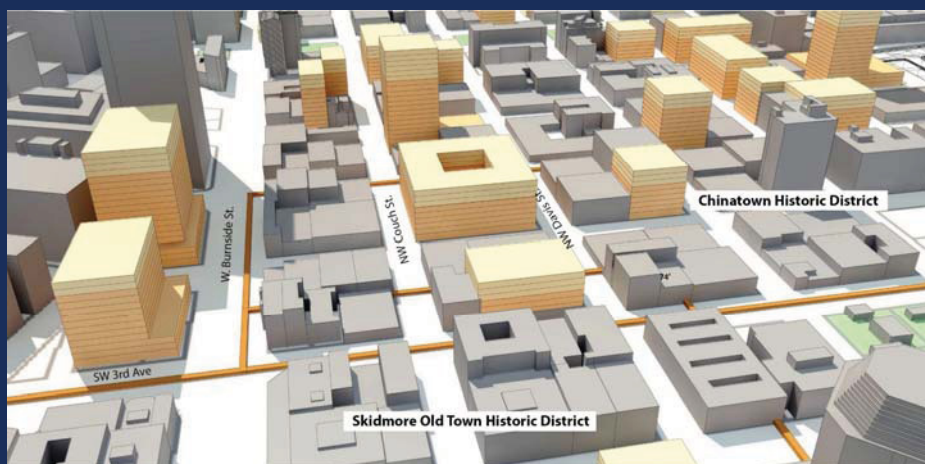 Chinatown Historic District
W. Burnside St.
NW Couch St.
NW Davis St.
74'
SW 3rd Ave
Skidmore Old Town Historic District